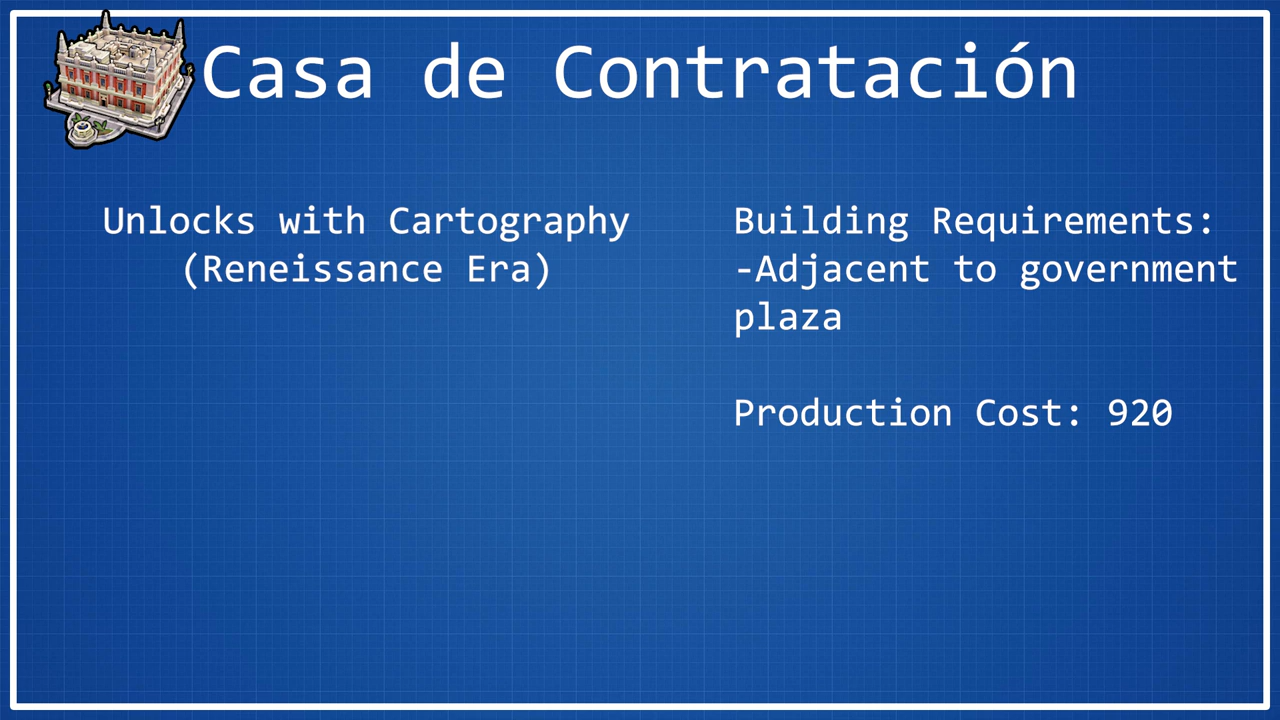 Casa de Contratación
Unlocks with Cartography
(Reneissance Era)
Building Requirements:
-Adjacent to government
plaza
Production Cost: 920